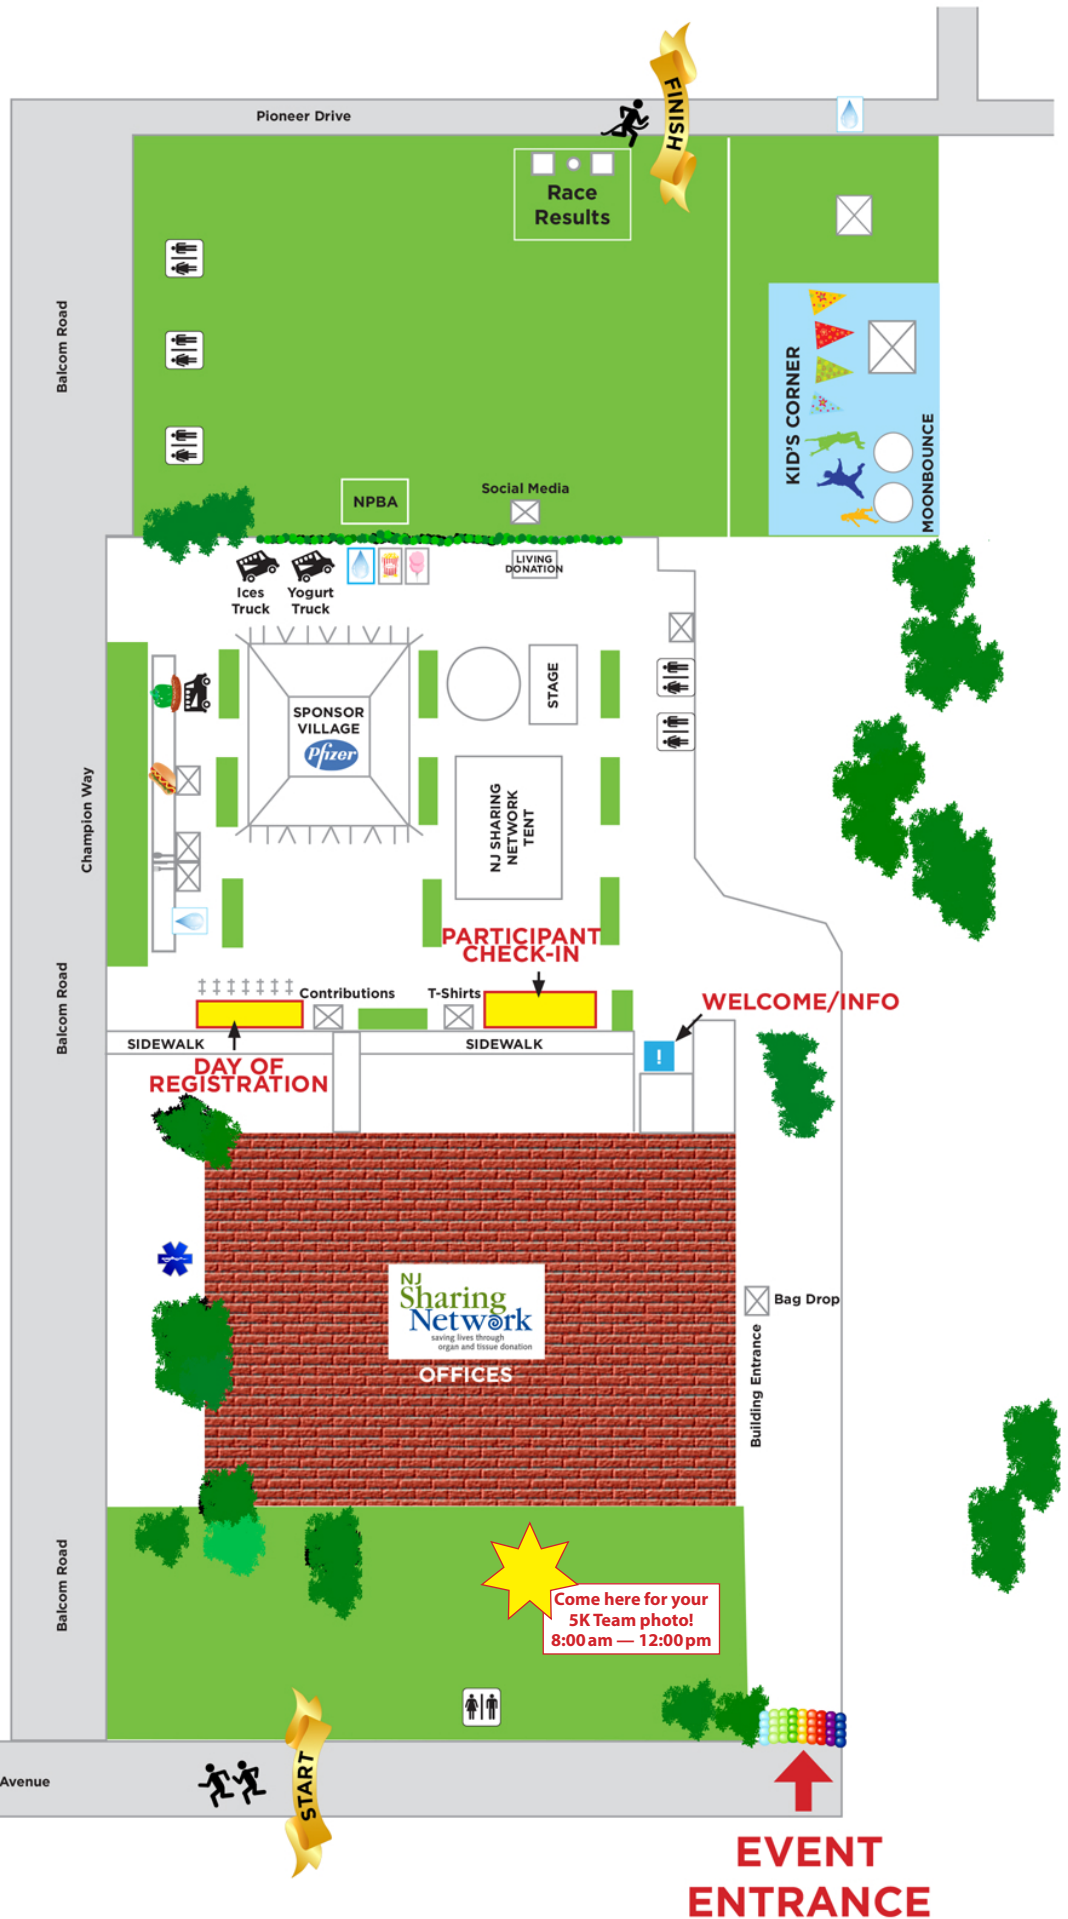 FINISH
Pioneer Drive
Race
Results
Balcom Road
KID'S CORNER
MOONBOUNCE
NPBA
Social Media
LIVING
DONATION
Ices
Truck
Yogurt
Truck
STAGE
SPONSOR
VILLAGE
Pfizer
Champion Way
NJ SHARING
NETWORK
TENT
PARTICIPANT
CHECK-IN
Balcom Road
Contributions
T-Shirts
WELCOME/INFO
SIDEWALK
SIDEWALK
!
DAY OF
REGISTRATION
NJ
Sharing
Network
saving lives through
organ and tissue donation
OFFICES
Bag Drop
Building Entrance
Balcom Road
Come here for your
5K Team photo!
8:00 am — 12:00 pm
Avenue
START
EVENT
ENTRANCE